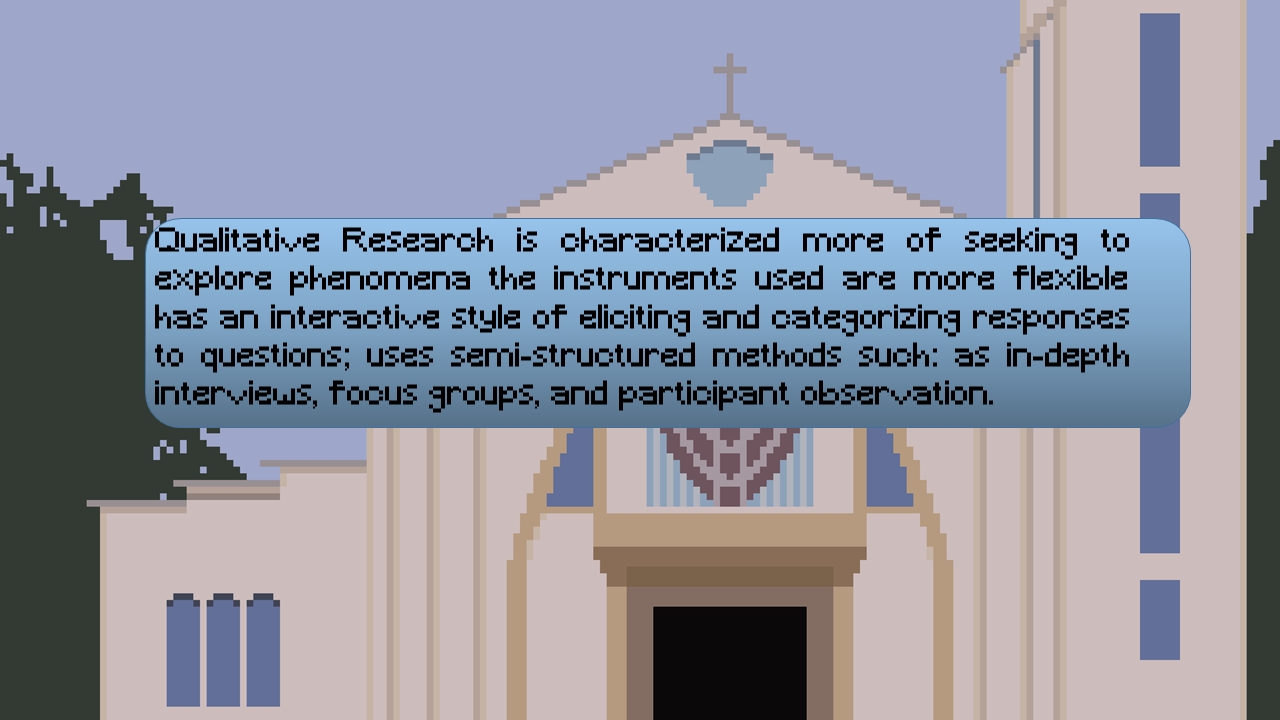 Qualitative Research is characterized more of seeking to
explore phenomena the instruments used are more flexible
has an interactive style of eliciting and categorizing responses
to questions; uses semi-structured methods such: as in-depth
interviews, focus groups, and participant observation.